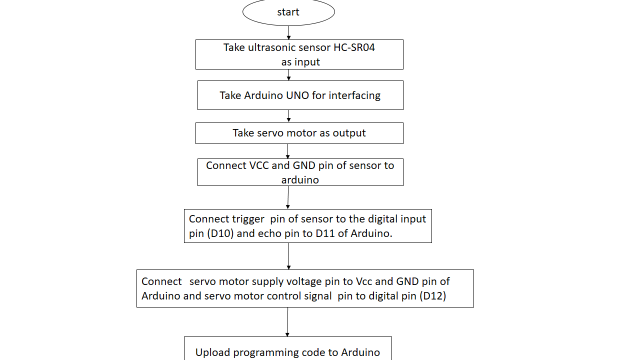 start
Take ultrasonic sensor HC-SR04
as input
Take Arduino UNO for interfacing
Take servo motor as output
Connect VCC and GND pin of sensor to
arduino
Connect trigger pin of sensor to the digital input
pin (D10) and echo pin to D11 of Arduino.
Connect servo motor supply voltage pin to Vcc and GND pin of
Arduino and servo motor control signal pin to digital pin (D12)
Upload programming code to Arduino